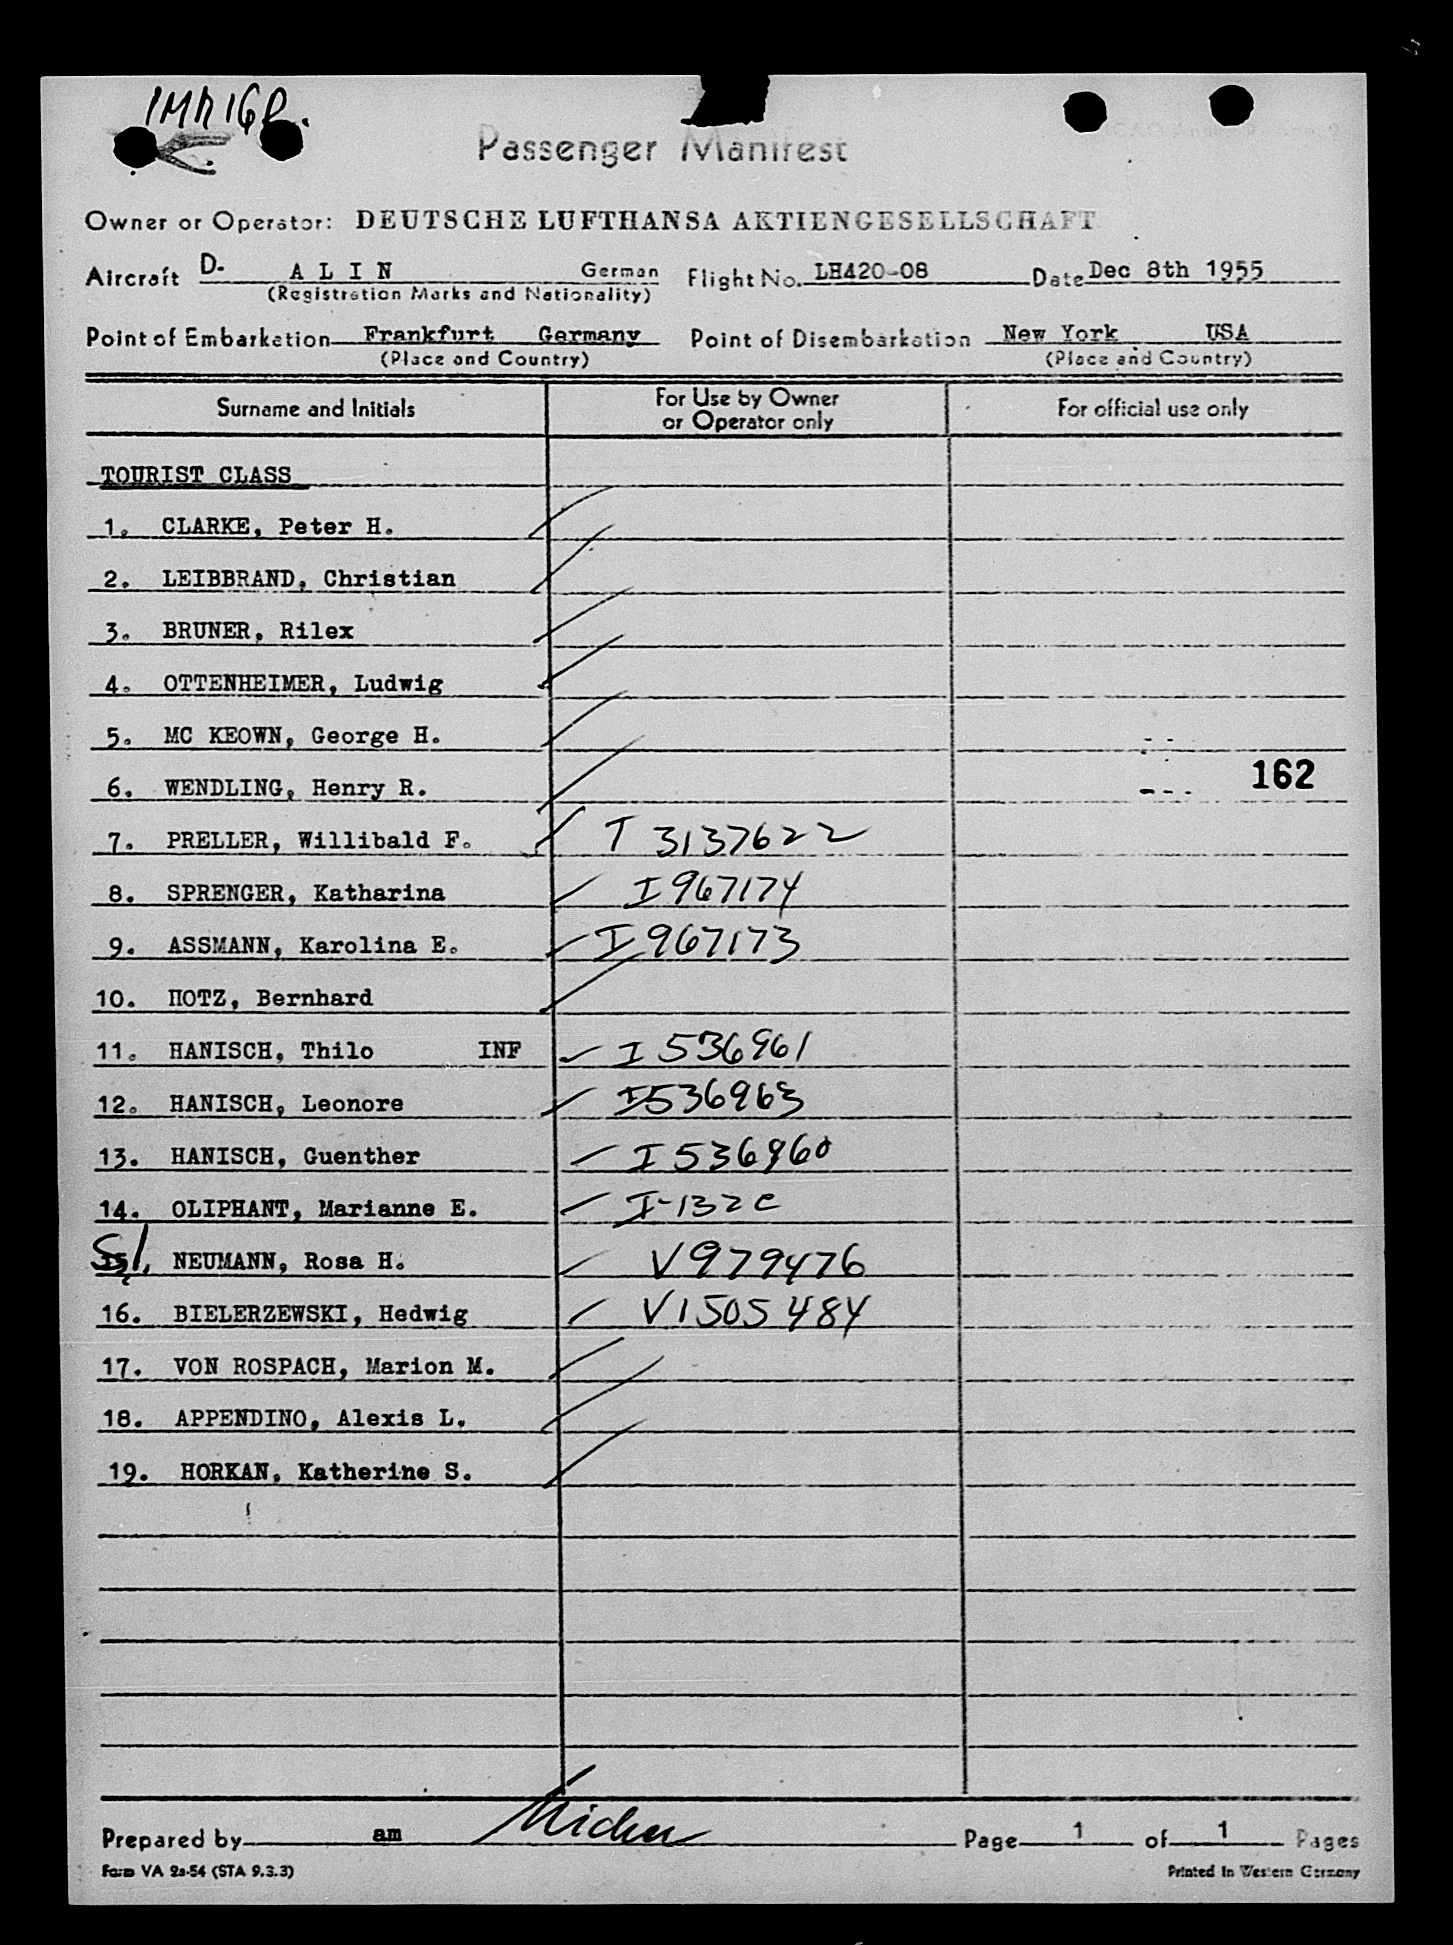 Passenger Manifest
Owner or Operator: DEUTSCHE LUFTHANSA AKTIENGESELLSCHAFT
Aircraft D- A L I N German Flight No. LH420-08 Date Dec 8th 1955
(Registration Marks and Nationality)
Point of Embarkation Frankfurt Germany Point of Disembarkation New York USA
(Place and Country) (Place and Country)
Surname and Initials For Use by Owner or Operator only For official use only
TOURIST CLASS
1. CLARKE, Peter H.
2. LEIBBRAND, Christian
3. BRUNER, Rilex
4. OTTENHEIMER, Ludwig
5. MC KEOWN, George H.
6. WENDLING, Henry R. 162
7. PRELLER, Willibald F. T 3137622
8. SPRENGER, Katharina I 967174
9. ASSMANN, Karolina E. I 967173
10. HOTZ, Bernhard
11. HANISCH, Thilo INF I 536961
12. HANISCH, Leonore I536963
13. HANISCH, Guenther I 536960
14. OLIPHANT, Marianne E. I-132C
NEUMANN, Rosa H. V979476
16. BIELERZEWSKI, Hedwig V1505484
17. VON ROSPACH, Marion M.
18. APPENDINO, Alexis L.
19. HORKAN, Katherine S.
Prepared by am Page 1 of 1 Pages
Form VA 2a-54 (STA 9.3.3) Printed in Western Germany